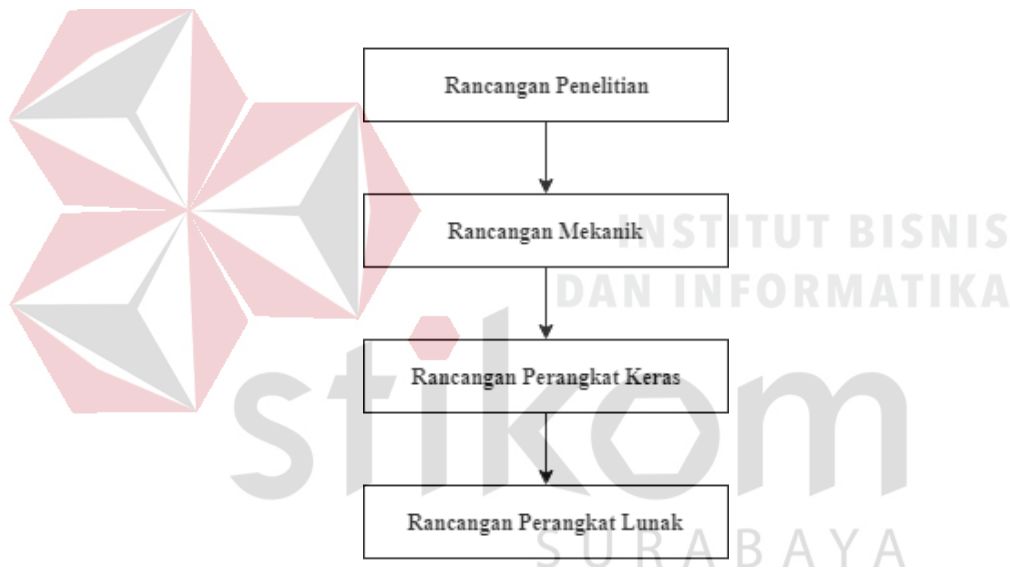 Rancangan Penelitian
Rancangan Mekanik
INSTITUT BISNIS
DAN INFORMATIKA
Rancangan Perangkat Keras
stikom
Rancangan Perangkat Lunak
SURABAYA